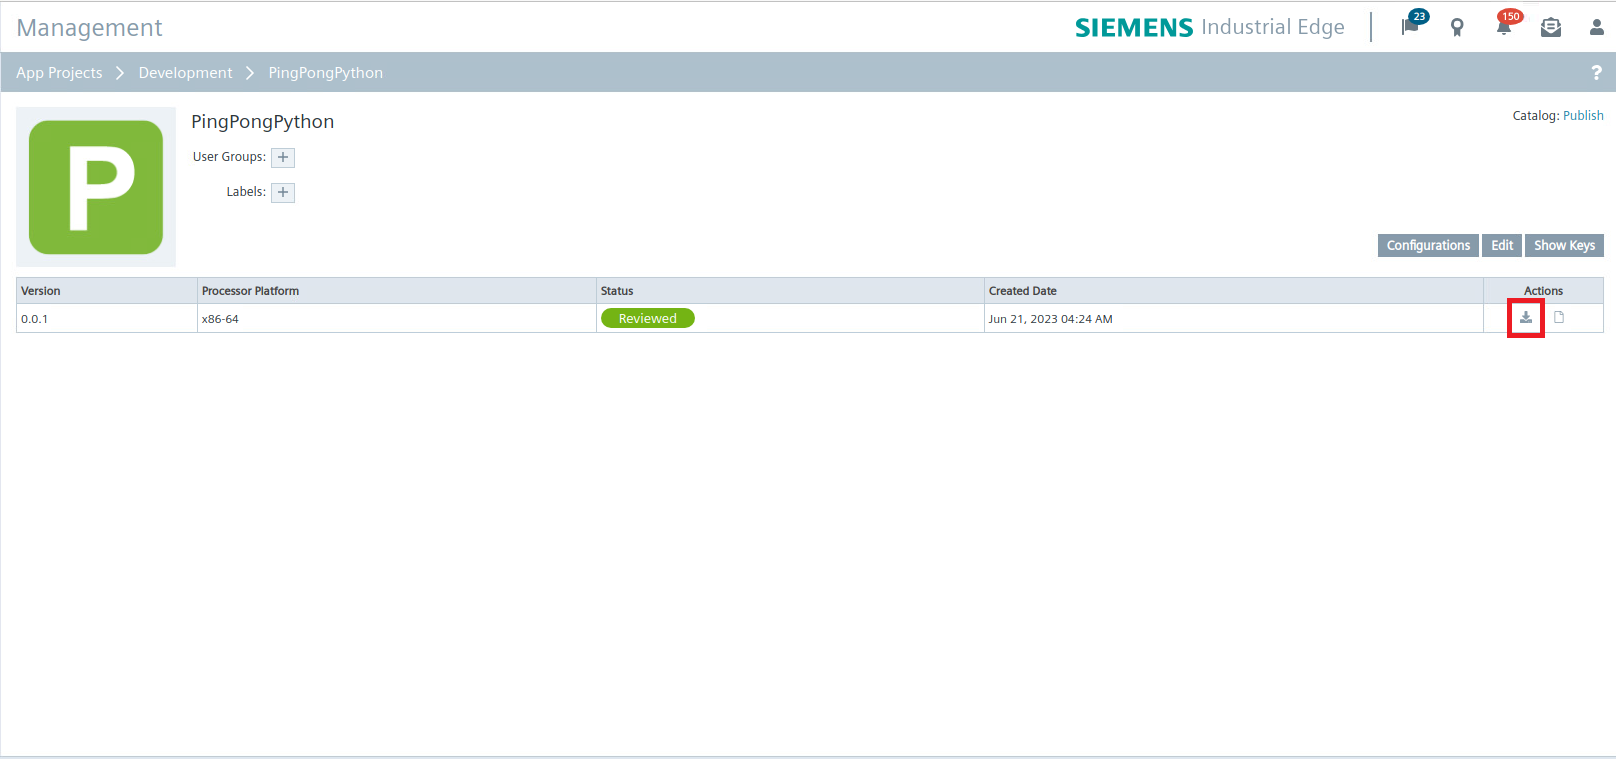 Management
SIEMENS Industrial Edge
23
150
App Projects > Development > PingPongPython
?
P
PingPongPython
Catalog: Publish
User Groups: +
Labels: +
Configurations Edit Show Keys
Version Processor Platform Status Created Date Actions
0.0.1 x86-64 Reviewed Jun 21, 2023 04:24 AM